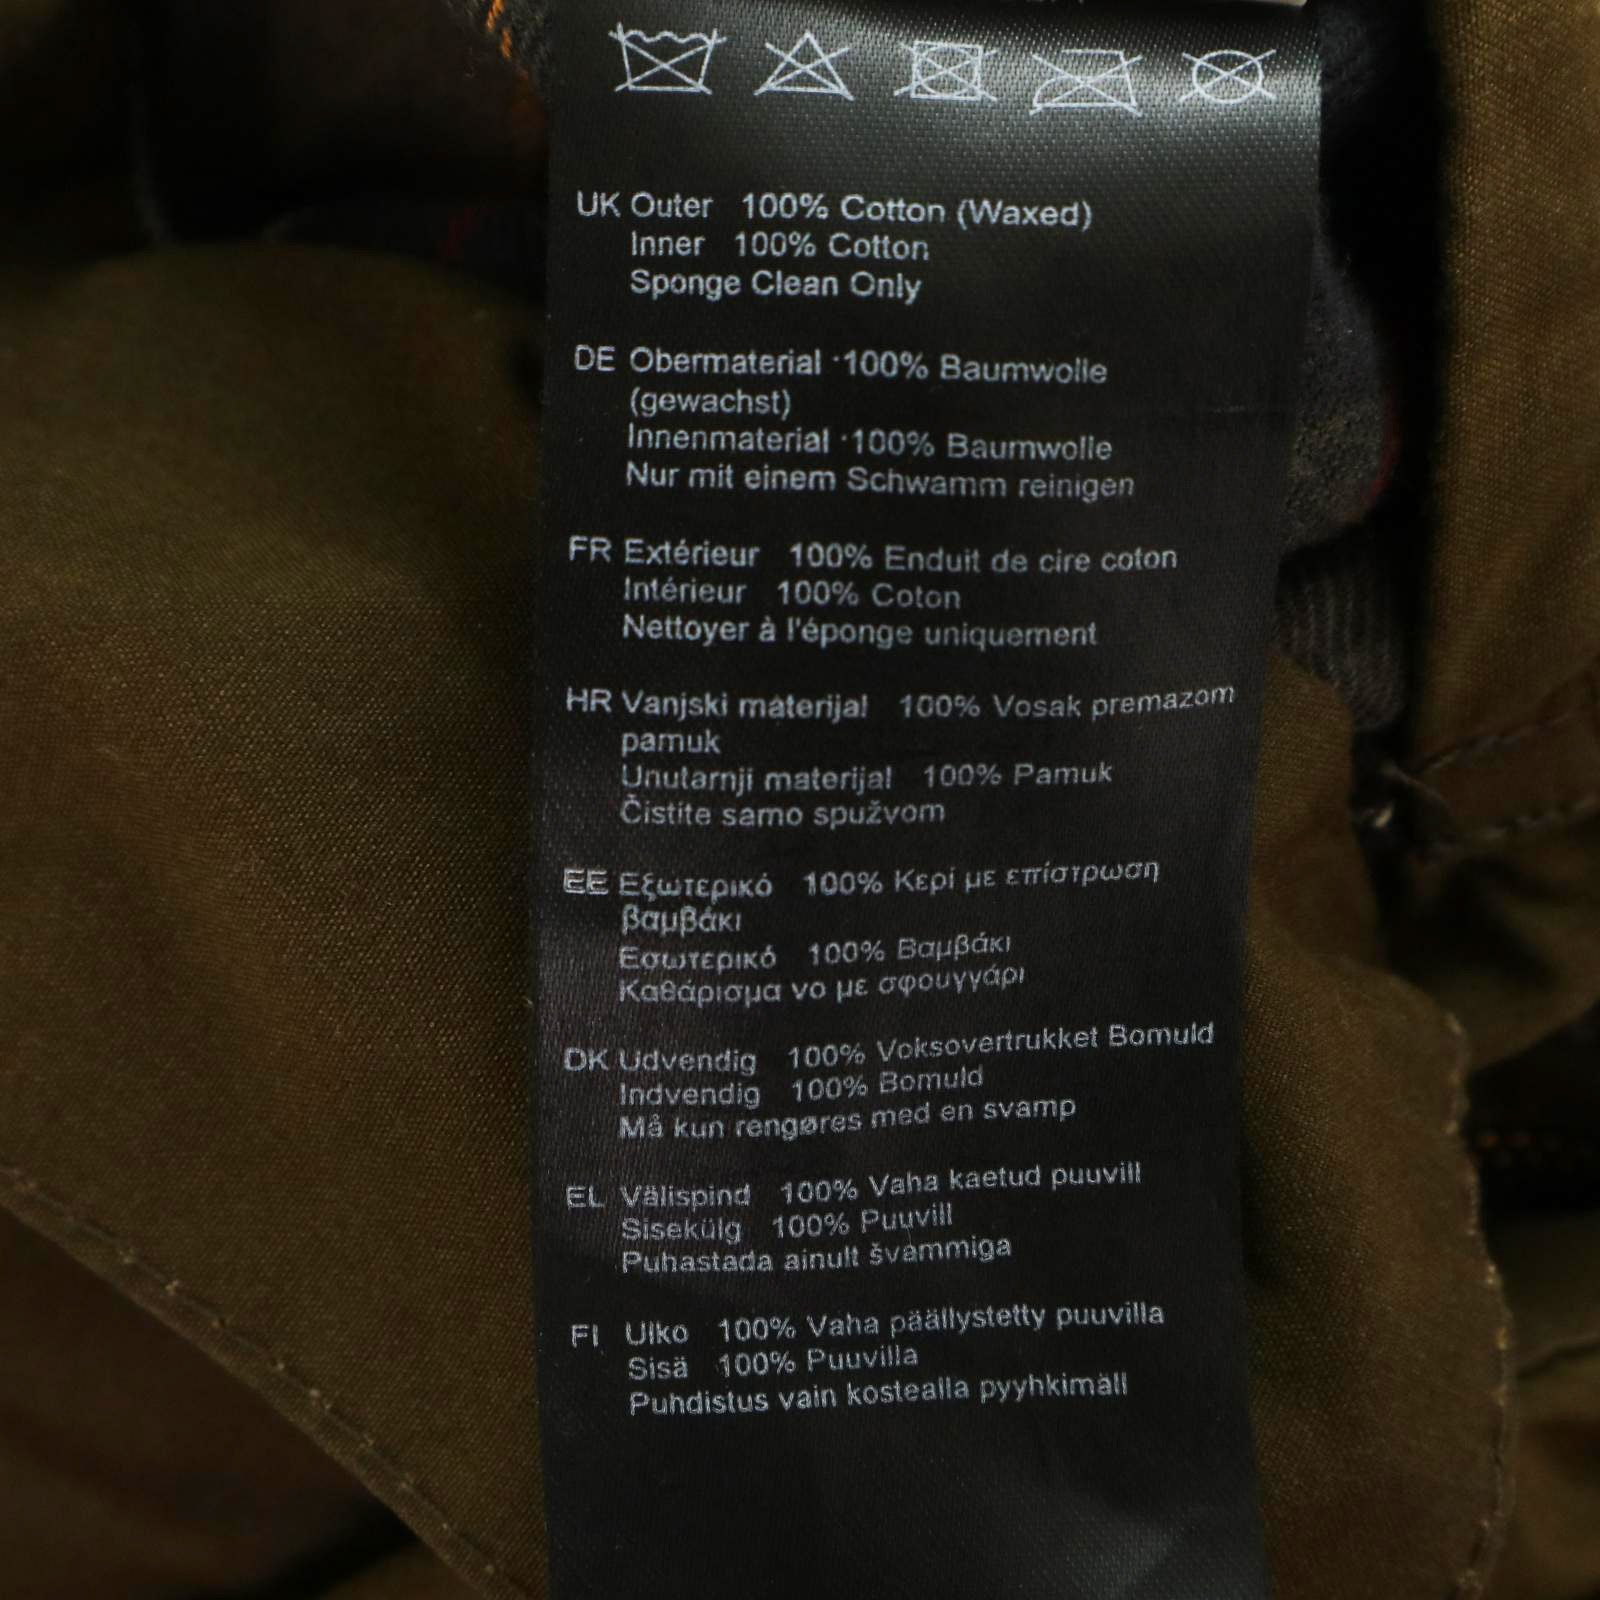 UK Outer 100% Cotton (Waxed)
Inner 100% Cotton
Sponge Clean Only
DE Obermaterial · 100% Baumwolle
(gewachst)
Innenmaterial · 100% Baumwolle
Nur mit einem Schwamm reinigen
FR Extérieur 100% Enduit de cire coton
Intérieur 100% Coton
Nettoyer à l'éponge uniquement
HR Vanjski materijal 100% Vosak premazom
pamuk
Unutarnji materijal 100% Pamuk
Čistite samo spužvom
EE Εξωτερικό 100% Κερί με επίστρωση
βαμβάκι
Εσωτερικό 100% Βαμβάκι
Καθάρισμα νο με σφουγγάρι
DK Udvendig 100% Voksovertrukket Bomuld
Indvendig 100% Bomuld
Må kun rengøres med en svamp
EL Välispind 100% Vaha kaetud puuvill
Sisekülg 100% Puuvill
Puhastada ainult švammiga
FI Ulko 100% Vaha päällystetty puuvilla
Sisä 100% Puuvilla
Puhdistus vain kostealla pyyhkimäll